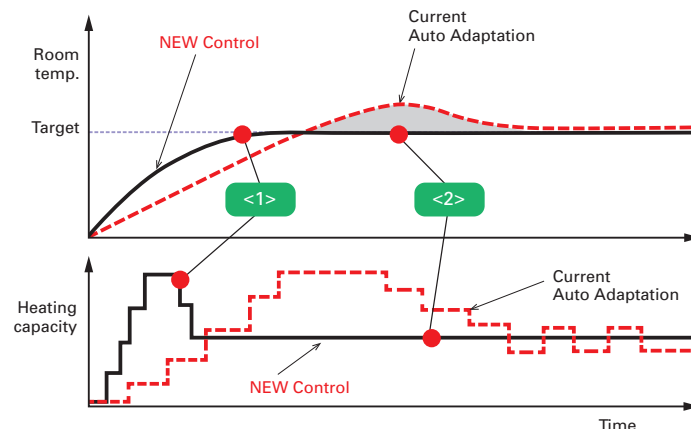 Current
Auto Adaptation
NEW Control
Room
temp.
Target
<1>
<2>
Heating
capacity
Current
Auto Adaptation
NEW Control
Time